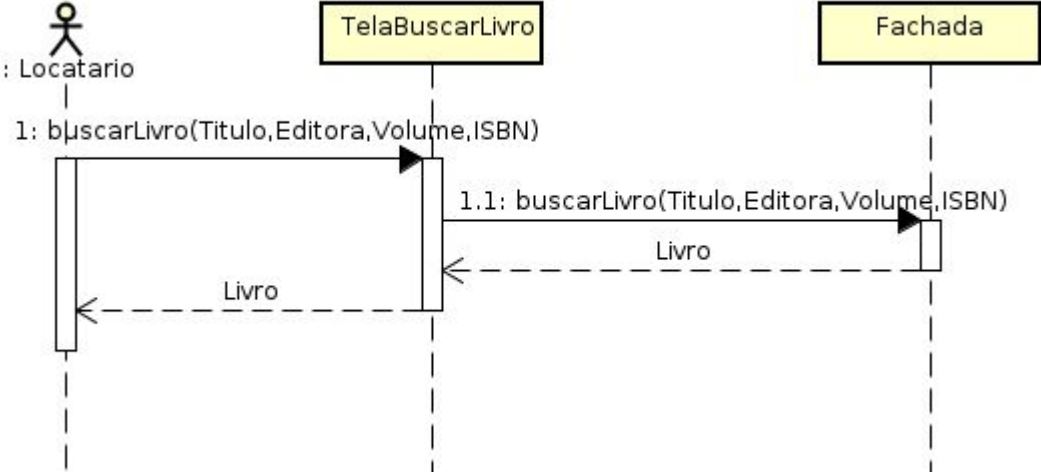 TelaBuscarLivro
Fachada
: Locatario
1: buscarLivro(Titulo,Editora,Volume,ISBN)
1.1: buscarLivro(Titulo,Editora,Volume,ISBN)
Livro
Livro